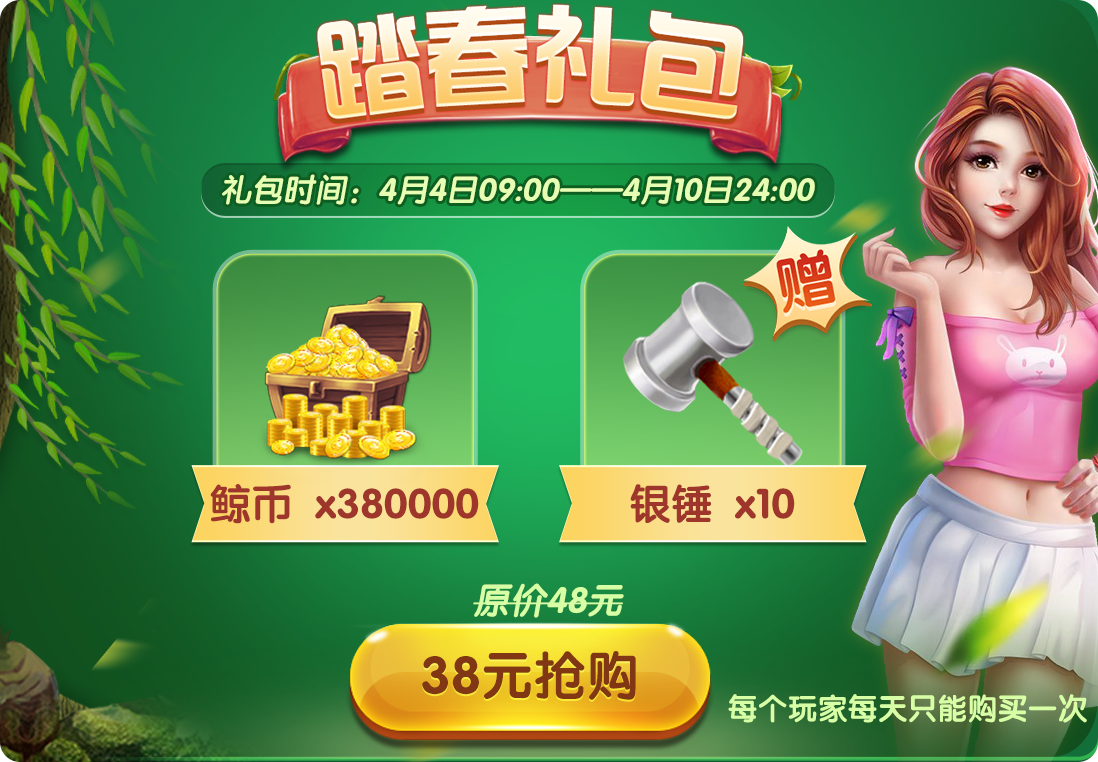 踏春礼包
礼包时间：4月4日09:00——4月10日24:00
赠
鲸币 x380000
银锤 x10
原价48元
38元抢购
每个玩家每天只能购买一次